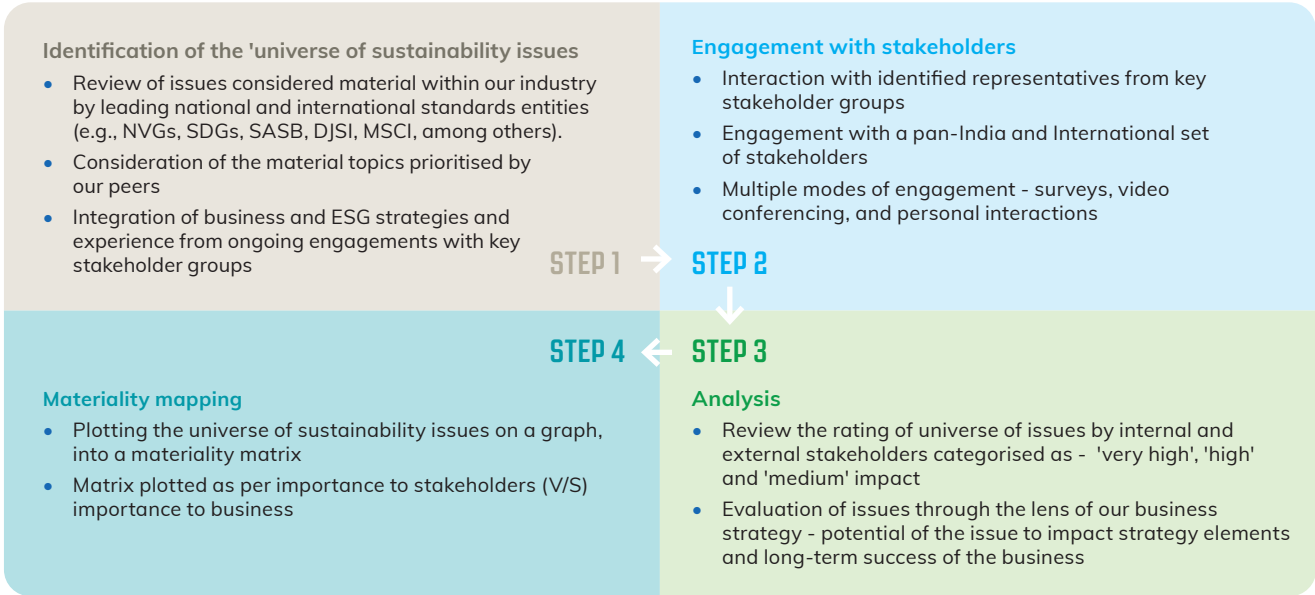 Identification of the 'universe of sustainability issues
• Review of issues considered material within our industry
by leading national and international standards entities
(e.g., NVGs, SDGs, SASB, DJSI, MSCI, among others).
• Consideration of the material topics prioritised by
our peers
• Integration of business and ESG strategies and
experience from ongoing engagements with key
stakeholder groups
STEP 1
Engagement with stakeholders
• Interaction with identified representatives from key
stakeholder groups
• Engagement with a pan-India and International set
of stakeholders
• Multiple modes of engagement - surveys, video
conferencing, and personal interactions
STEP 2
STEP 3
Analysis
• Review the rating of universe of issues by internal and
external stakeholders categorised as - 'very high', 'high'
and 'medium' impact
• Evaluation of issues through the lens of our business
strategy - potential of the issue to impact strategy elements
and long-term success of the business
STEP 4
Materiality mapping
• Plotting the universe of sustainability issues on a graph,
into a materiality matrix
• Matrix plotted as per importance to stakeholders (V/S)
importance to business